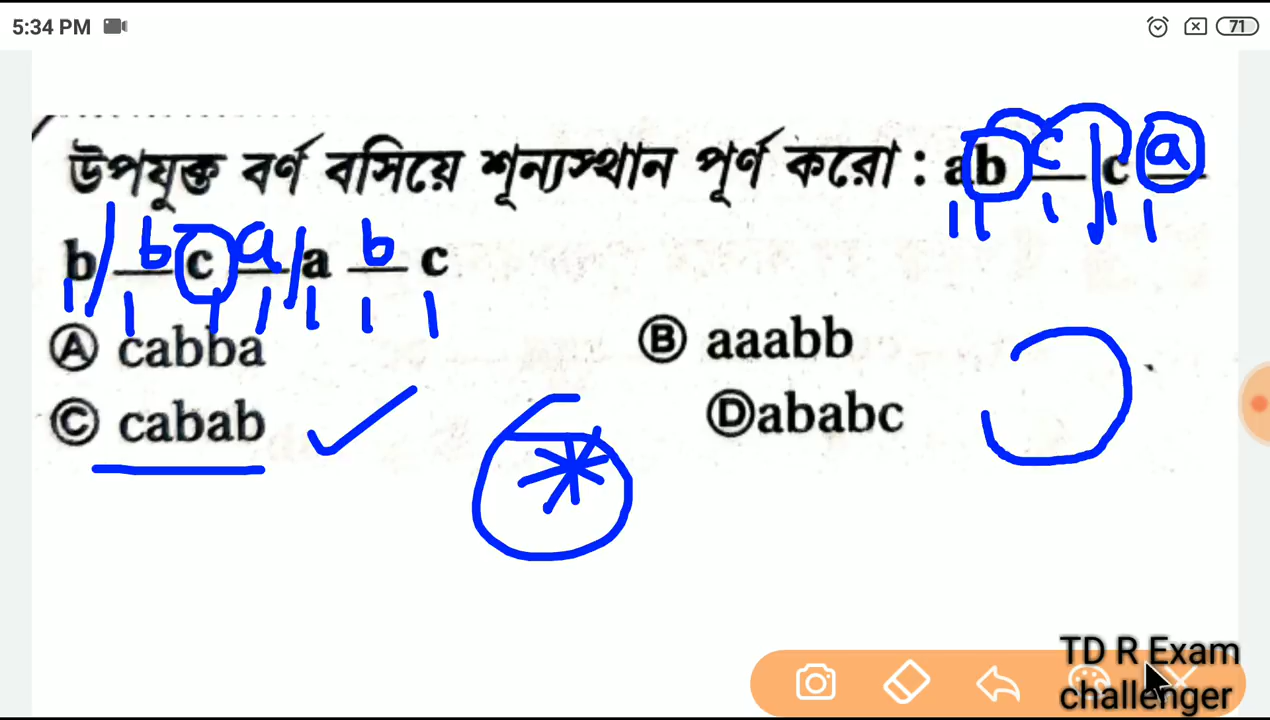 5:34 PM 71
উপযুক্ত বর্ণ বসিয়ে শূন্যস্থান পূর্ণ করো : ab c c a
b b c a a b c
Ⓐ cabba Ⓑ aaabb
Ⓒ cabab Ⓓababc
TD R Exam
challenger